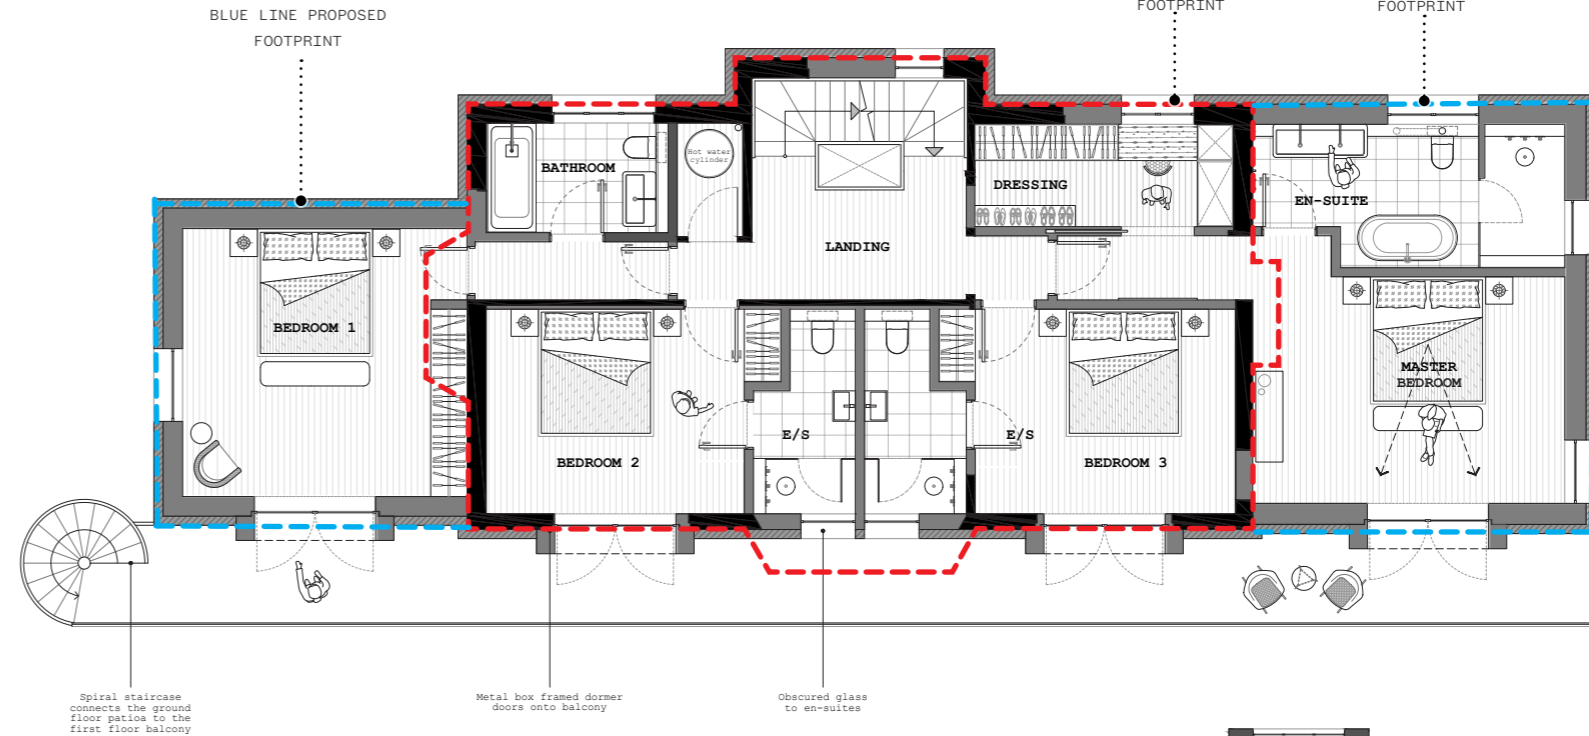 BLUE LINE PROPOSED
FOOTPRINT
FOOTPRINT
FOOTPRINT
BATHROOM
Hot water
cylinder
DRESSING
EN-SUITE
LANDING
BEDROOM 1
MASTER
BEDROOM
E/S
E/S
BEDROOM 2
BEDROOM 3
Spiral staircase
connects the ground
floor patioa to the
first floor balcony
Metal box framed dormer
doors onto balcony
Obscured glass
to en-suites